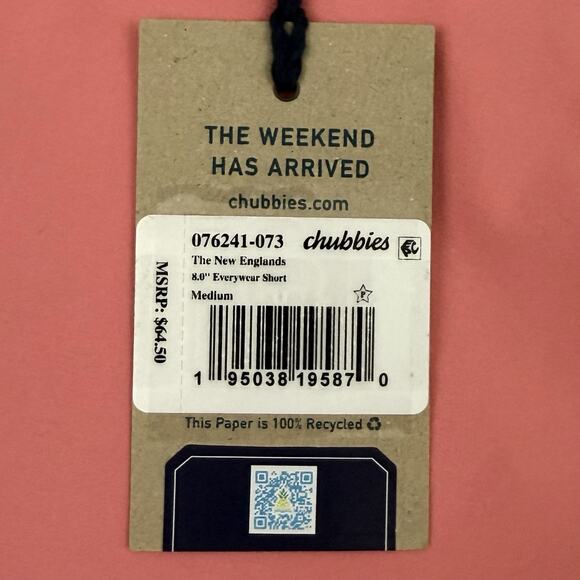 THE WEEKEND
HAS ARRIVED
chubbies.com
076241-073 chubbies
The New Englands
8.0" Everywear Short
Medium
P
MSRP: $64.50
1 95038 19587 0
This Paper is 100% Recycled